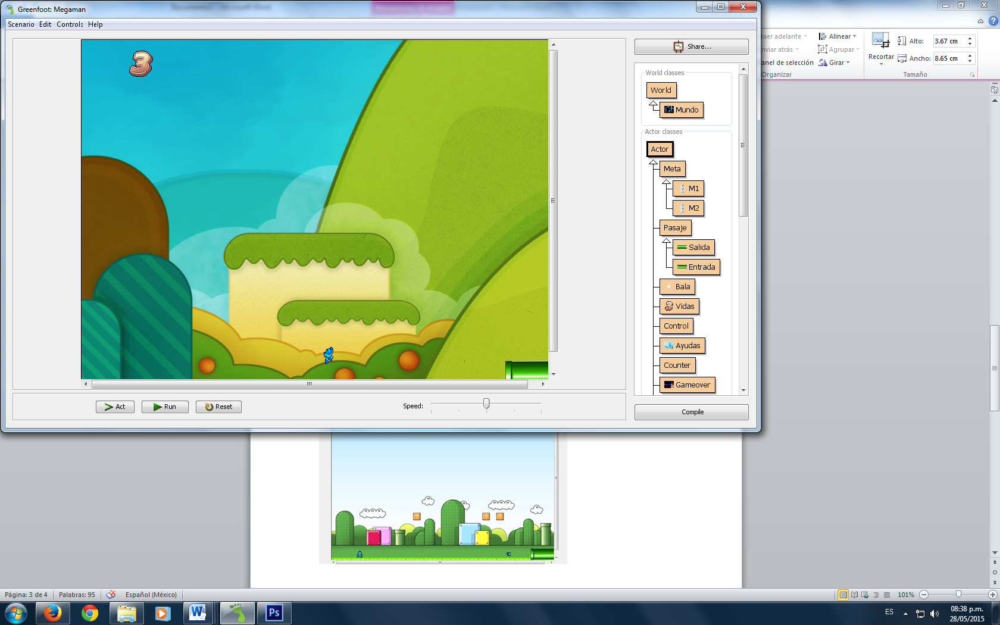 Greenfoot: Megaman
Scenario Edit Controls Help
3
Share...
World classes
World
Mundo
Actor classes
Actor
Meta
M1
M2
Pasaje
Salida
Entrada
Bala
Vidas
Control
Ayudas
Counter
Gameover
Act
Run
Reset
Speed:
Compile
raer adelante
Alinear
nviar atrás
Agrupar
anel de selección
Girar
Organizar
Recortar
Alto:
3.67 cm
Ancho:
8.65 cm
Tamaño
Página: 3 de 4
Palabras: 95
Español (México)
101%
W
Ps
ES
08:38 p.m.
28/05/2015